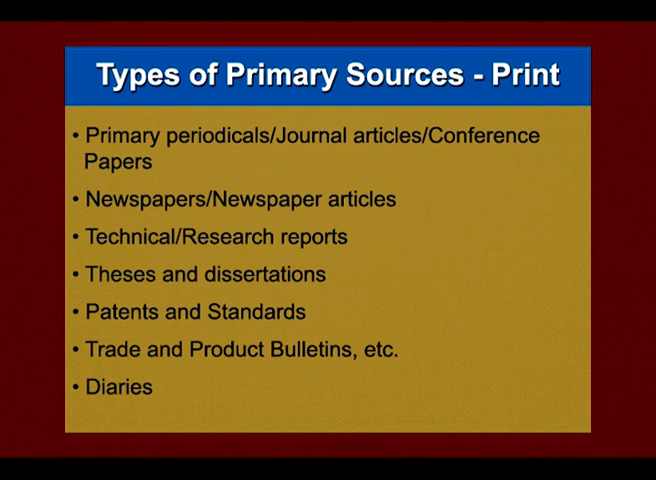 Types of Primary Sources - Print
• Primary periodicals/Journal articles/Conference
Papers
• Newspapers/Newspaper articles
• Technical/Research reports
• Theses and dissertations
• Patents and Standards
• Trade and Product Bulletins, etc.
• Diaries